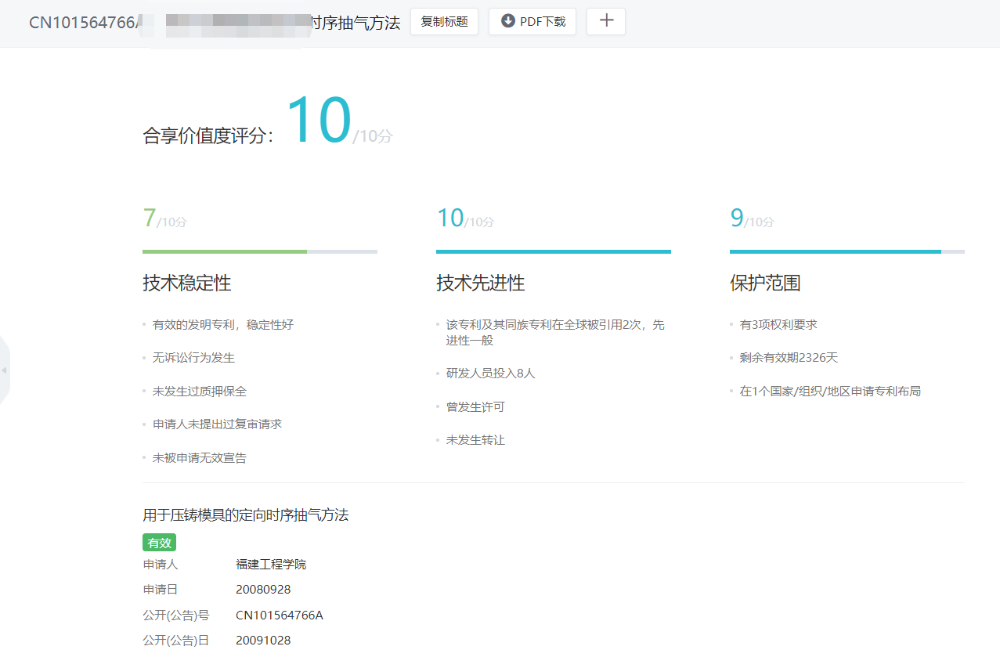 CN101564766A 时序抽气方法 复制标题 PDF下载
合享价值度评分： 10/10分
7/10分 10/10分 9/10分
技术稳定性 技术先进性 保护范围
有效的发明专利，稳定性好
无诉讼行为发生
未发生过质押保全
申请人未提出过复审请求
未被申请无效宣告
该专利及其同族专利在全球被引用2次，先
进性一般
研发人员投入8人
曾发生许可
未发生转让
有3项权利要求
剩余有效期2326天
在1个国家/组织/地区申请专利布局
用于压铸模具的定向时序抽气方法
有效
申请人 福建工程学院
申请日 20080928
公开(公告)号 CN101564766A
公开(公告)日 20091028